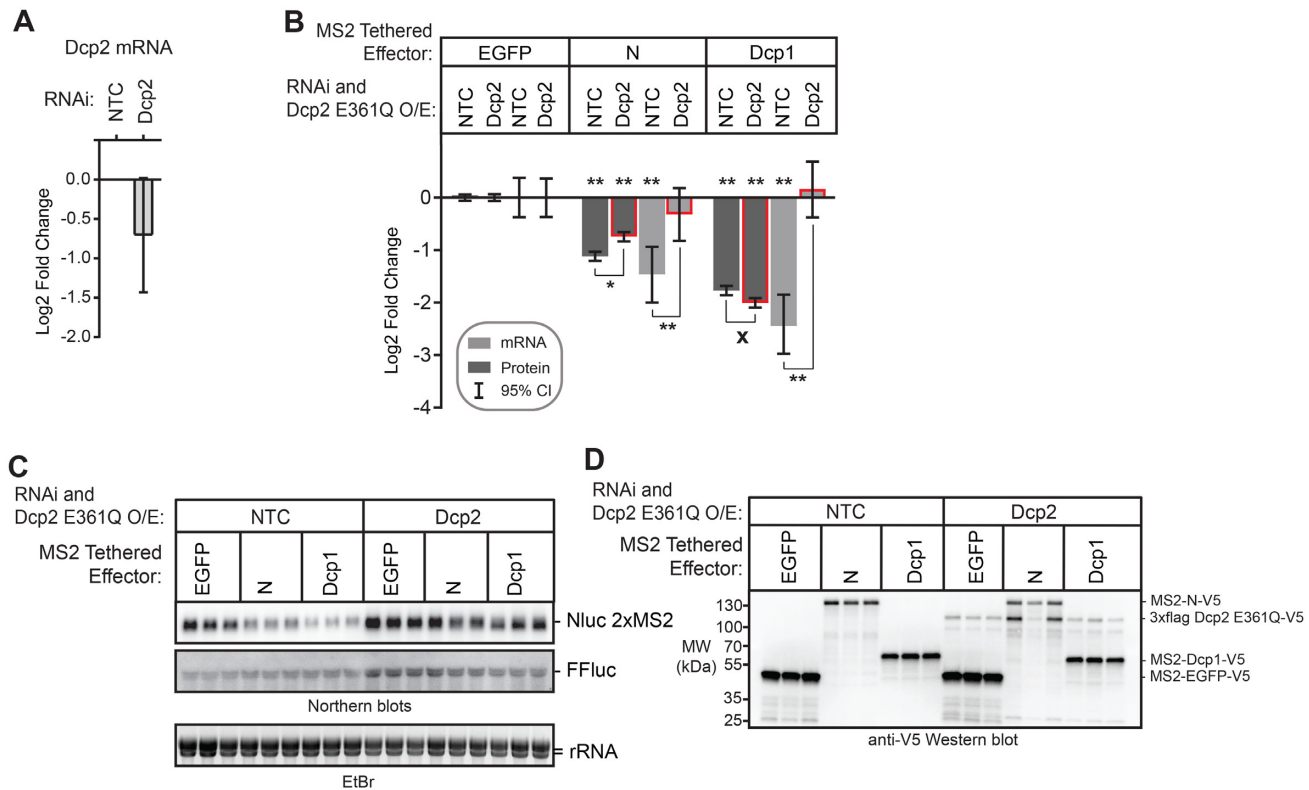 A
Dcp2 mRNA
RNAi:
NTC
Dcp2
0.0
-0.5
-1.0
-1.5
-2.0
Log2 Fold Change
B
MS2 Tethered
Effector:
EGFP
N
Dcp1
RNAi and
Dcp2 E361Q O/E:
NTC
Dcp2
NTC
Dcp2
NTC
Dcp2
NTC
Dcp2
NTC
Dcp2
NTC
Dcp2
** ** ** ** ** **
0
-1
-2
-3
-4
Log2 Fold Change
*
**
x
**
mRNA
Protein
95% CI
C
RNAi and
Dcp2 E361Q O/E:
NTC
Dcp2
MS2 Tethered
Effector:
EGFP
N
Dcp1
EGFP
N
Dcp1
Nluc 2xMS2
FFluc
Northern blots
rRNA
EtBr
D
RNAi and
Dcp2 E361Q O/E:
NTC
Dcp2
MS2 Tethered
Effector:
EGFP
N
Dcp1
EGFP
N
Dcp1
MW
(kDa)
130
100
70
55
35
25
MS2-N-V5
3xflag Dcp2 E361Q-V5
MS2-Dcp1-V5
MS2-EGFP-V5
anti-V5 Western blot